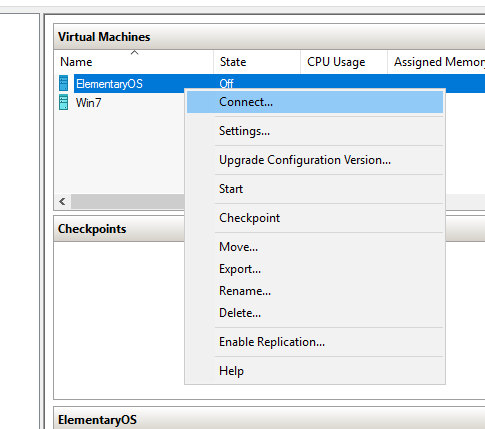 Virtual Machines
Name State CPU Usage Assigned Memory
ElementaryOS Off
Win7
Connect...
Settings...
Upgrade Configuration Version...
Start
Checkpoint
Move...
Export...
Rename...
Delete...
Enable Replication...
Help
Checkpoints
ElementaryOS